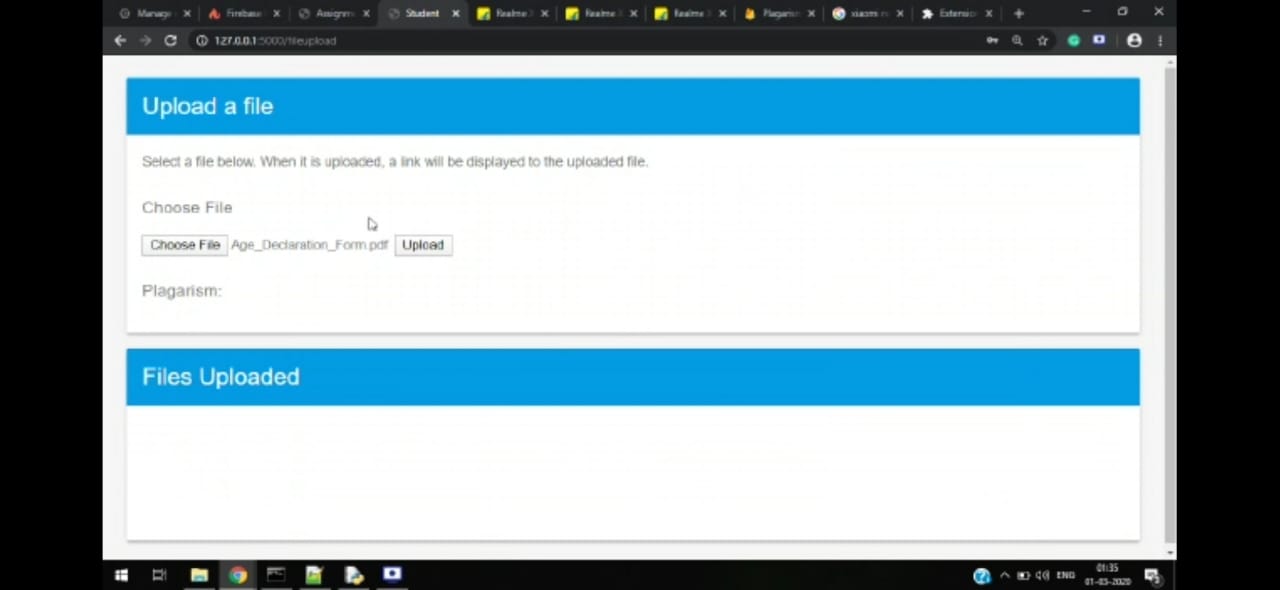 Manage
Firebase
Assignm
Student
Realme
Realme
Realme
Plagarism
xiaomi
Extension
127.0.0.1:5000/fileupload
Upload a file
Select a file below. When it is uploaded, a link will be displayed to the uploaded file.
Choose File
Choose File Age_Declaration_Form.pdf Upload
Plagarism:
Files Uploaded
ENG
01:35
01-03-2020